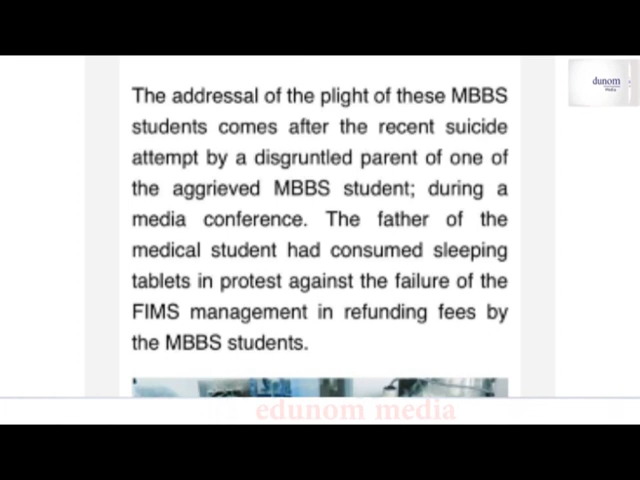 dunom
Media
The addressal of the plight of these MBBS
students comes after the recent suicide
attempt by a disgruntled parent of one of
the aggrieved MBBS student; during a
media conference. The father of the
medical student had consumed sleeping
tablets in protest against the failure of the
FIMS management in refunding fees by
the MBBS students.
edunom media